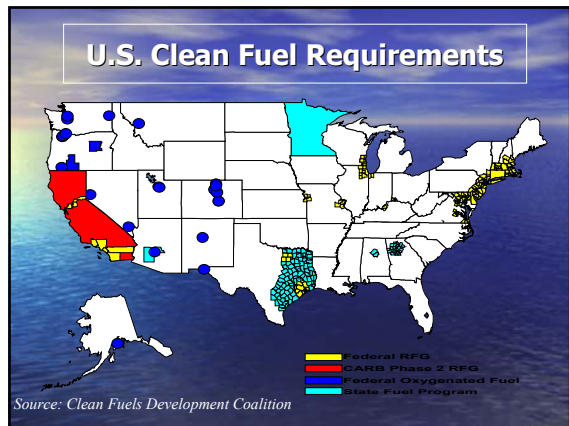 U.S. Clean Fuel Requirements
Federal RFG
CARB Phase 2 RFG
Federal Oxygenated Fuel
State Fuel Program
Source: Clean Fuels Development Coalition